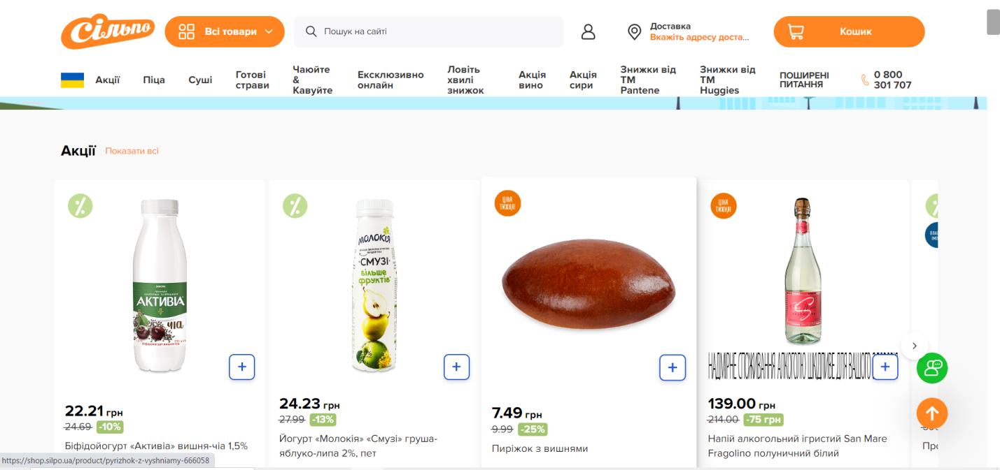 Сільпо
Всі товари
Пошук на сайті
Доставка
Вкажіть адресу доста...
Кошик
Акції
Піца
Суші
Готові
страви
Чаюйте
&
Кавуйте
Ексклюзивно
онлайн
Ловіть
хвилі
знижок
Акція
вино
Акція
сири
Знижки від
ТМ
Pantene
Знижки від
ТМ
Huggies
ПОШИРЕНІ
ПИТАННЯ
0 800
301 707
Акції Показати всі
%
АКТИВІА
ЧІА
біфідойогурт вишня-чіа
22.21 грн
24.69 -10%
Біфідойогурт «Активіа» вишня-чіа 1,5%
%
МОЛОКІЯ
СМУЗІ
більше
фруктів
24.23 грн
27.99 -13%
Йогурт «Молокія» «Смузі» груша-
яблуко-липа 2%, пет
ЦІНА
ТИЖНЯ!
7.49 грн
9.99 -25%
Пиріжок з вишнями
ЦІНА
ТИЖНЯ!
НАДМІРНЕ СПОЖИВАННЯ АЛКОГОЛЮ ШКІДЛИВЕ ДЛЯ ВАШОГО
139.00 грн
214.00 -75 грн
Напій алкогольний ігристий San Mare
Fragolino полуничний білий
https://shop.silpo.ua/product/pyrizhok-z-vyshniamy-666058